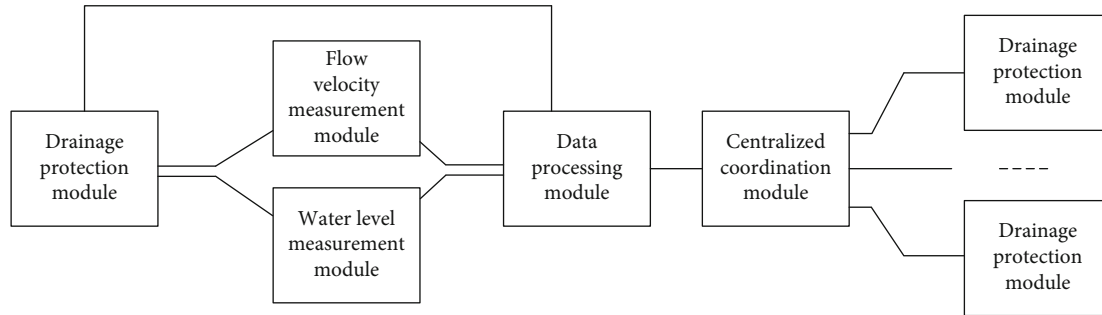 Drainage
protection
module
Flow
velocity
measurement
module
Water level
measurement
module
Data
processing
module
Centralized
coordination
module
Drainage
protection
module
Drainage
protection
module